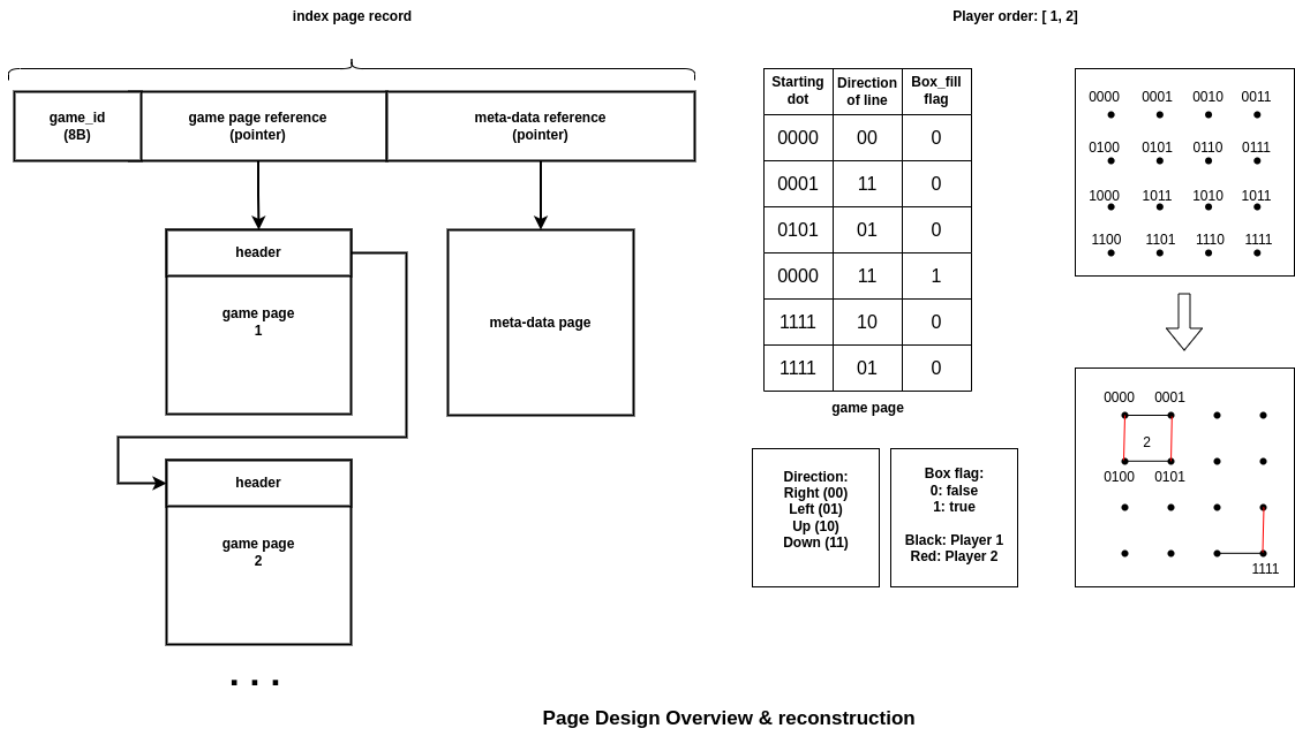 index page record
game_id
(8B)
game page reference
(pointer)
meta-data reference
(pointer)
header
game page
1
meta-data page
header
game page
2
. . .
Player order: [ 1, 2]
Starting dot Direction of line Box_fill flag
0000 00 0
0001 11 0
0101 01 0
0000 11 1
1111 10 0
1111 01 0
game page
Direction:
Right (00)
Left (01)
Up (10)
Down (11)
Box flag:
0: false
1: true
Black: Player 1
Red: Player 2
0000 0001 0010 0011
0100 0101 0110 0111
1000 1011 1010 1011
1100 1101 1110 1111
0000 0001
2
0100 0101
1111
Page Design Overview & reconstruction